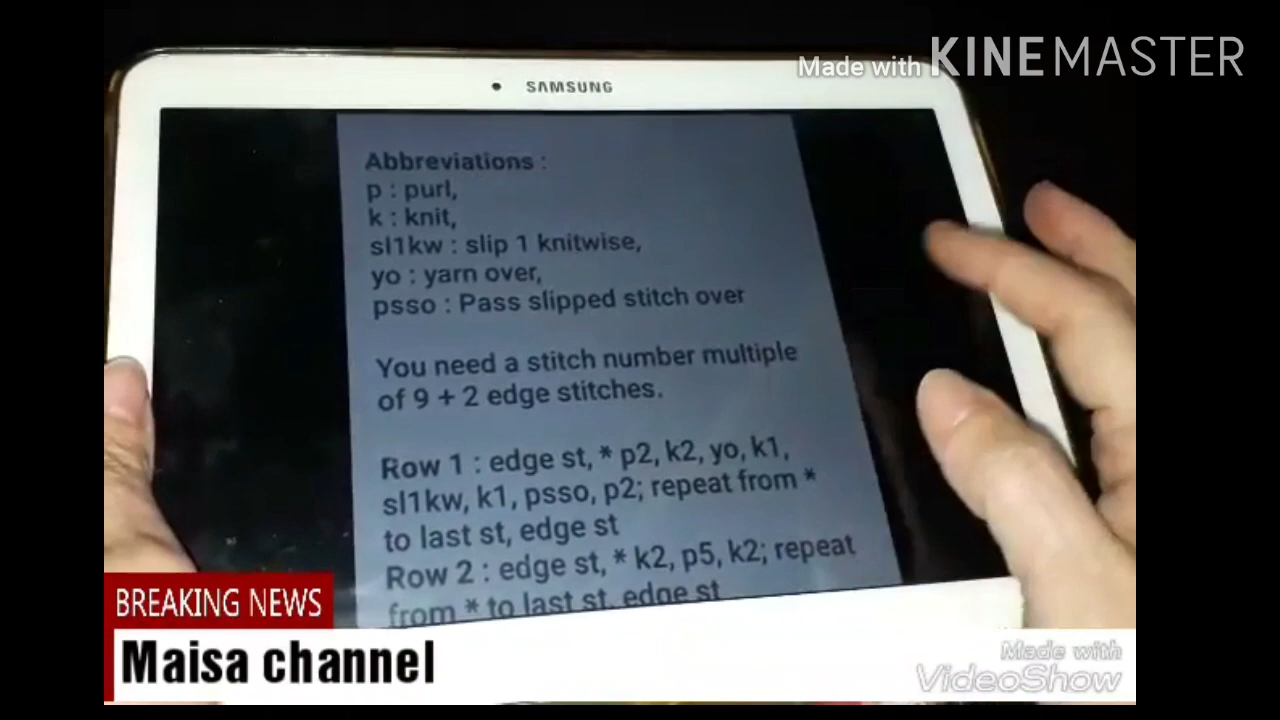 Made with KINEMASTER
SAMSUNG
Abbreviations :
p : purl,
k : knit,
sl1kw : slip 1 knitwise,
yo : yarn over,
psso : Pass slipped stitch over
You need a stitch number multiple
of 9 + 2 edge stitches.
Row 1 : edge st, * p2, k2, yo, k1,
sl1kw, k1, psso, p2; repeat from *
to last st, edge st
Row 2 : edge st, * k2, p5, k2; repeat
from * to last st, edge st
BREAKING NEWS
Maisa channel
Made with
VideoShow